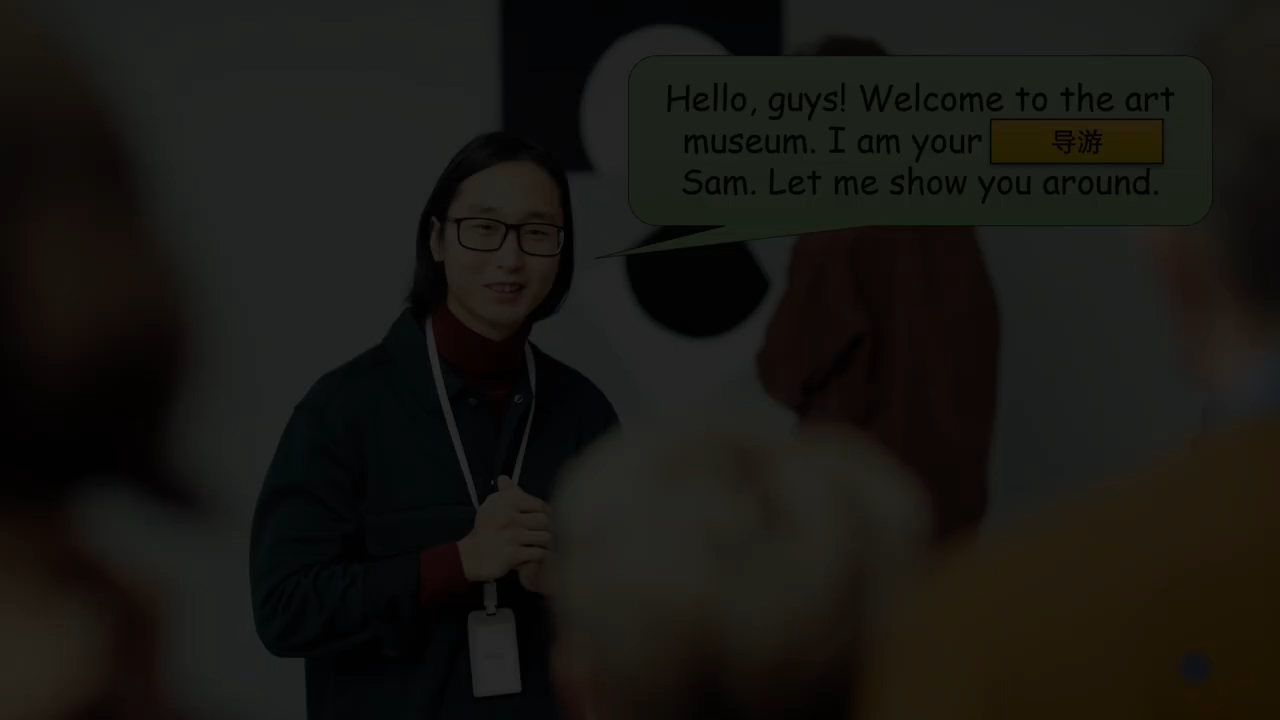 Hello, guys! Welcome to the art
museum. I am your 导游
Sam. Let me show you around.